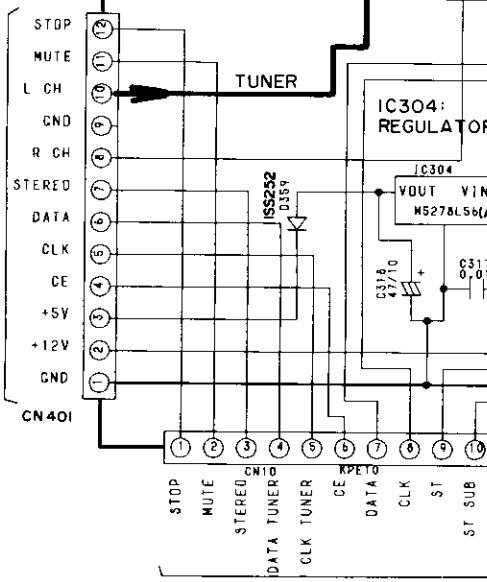 STOP 12
MUTE 11
L CH 10
TUNER
GND 9
R CH 8
STEREO 7
DATA 6
CLK 5
CE 4
+5V 3
+12V 2
GND 1
CN401
IC304:
REGULATOR
IC304
VOUT VIN
M5278L56(
1SS252
D359
C318
47/10
+
C317
0.0
1 2 3 4 5 6 7 8 9 10
CN10 KPET0
STOP
MUTE
STEREO
DATA TUNER
CLK TUNER
CE
DATA
CLK
ST
ST SUB